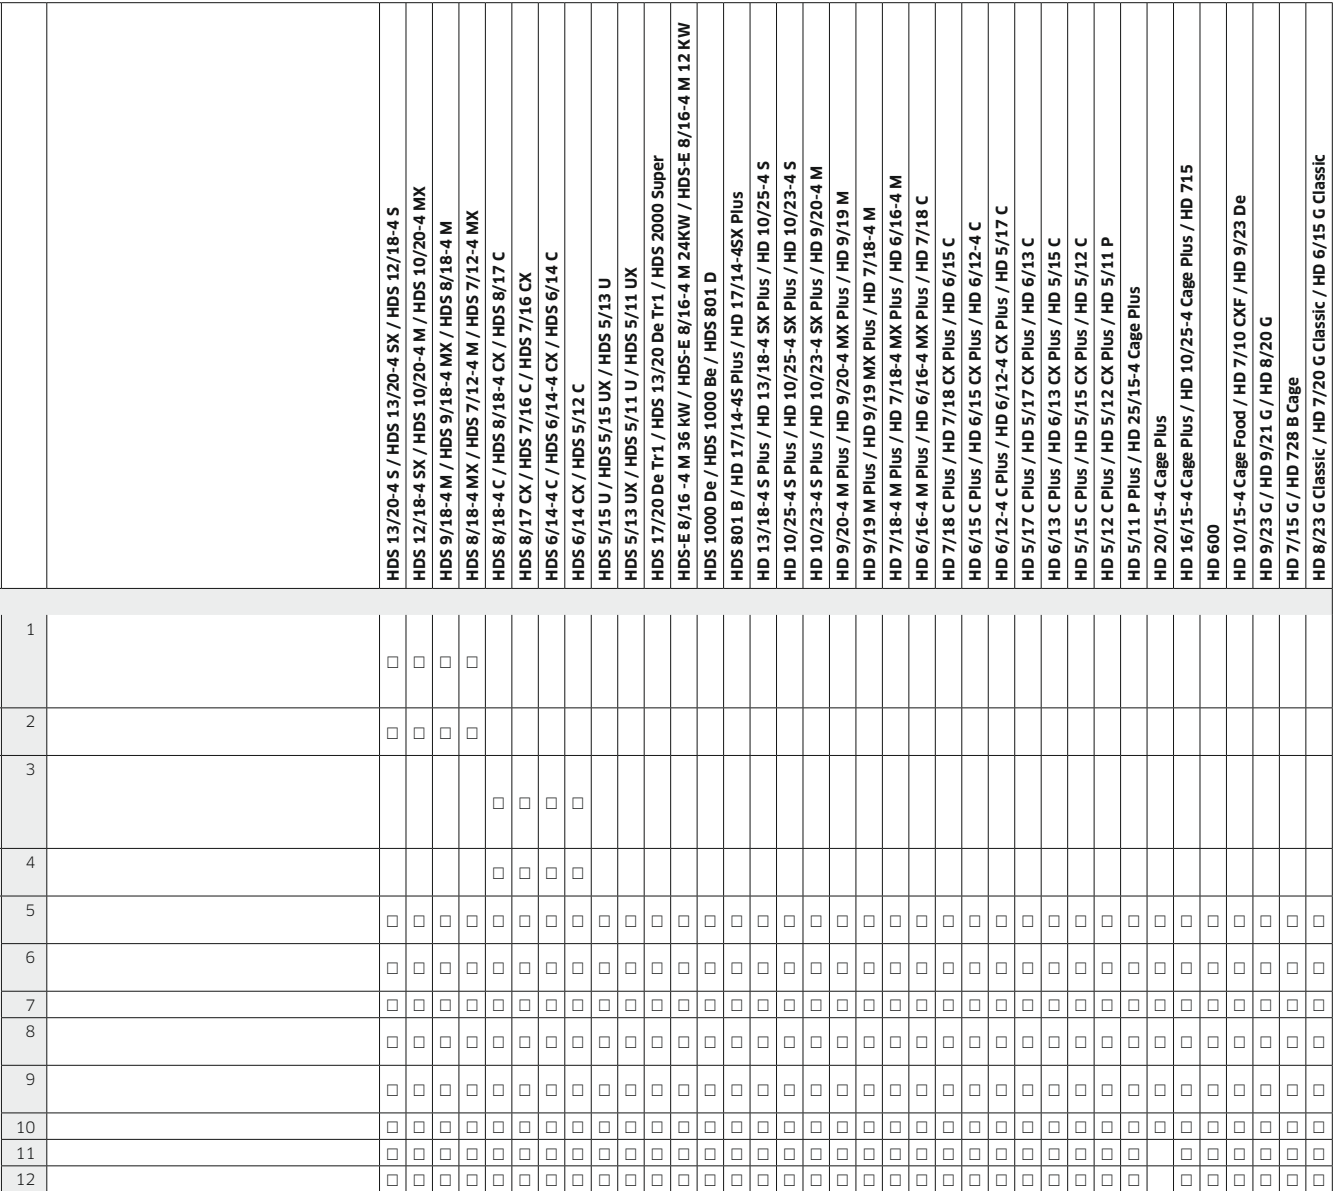 HDS 13/20-4 S / HDS 13/20-4 SX / HDS 12/18-4 S
HDS 12/18-4 SX / HDS 10/20-4 M / HDS 10/20-4 MX
HDS 9/18-4 M / HDS 9/18-4 MX / HDS 8/18-4 M
HDS 8/18-4 MX / HDS 7/12-4 M / HDS 7/12-4 MX
HDS 8/18-4 C / HDS 8/18-4 CX / HDS 8/17 C
HDS 8/17 CX / HDS 7/16 C / HDS 7/16 CX
HDS 6/14-4 C / HDS 6/14-4 CX / HDS 6/14 C
HDS 6/14 CX / HDS 5/12 C
HDS 5/15 U / HDS 5/15 UX / HDS 5/13 U
HDS 5/13 UX / HDS 5/11 U / HDS 5/11 UX
HDS 17/20 De Tr1 / HDS 13/20 De Tr1 / HDS 2000 Super
HDS-E 8/16 -4 M 36 kW / HDS-E 8/16-4 M 24KW / HDS-E 8/16-4 M 12 KW
HDS 1000 De / HDS 1000 Be / HDS 801 D
HDS 801 B / HD 17/14-4S Plus / HD 17/14-4SX Plus
HD 13/18-4 S Plus / HD 13/18-4 SX Plus / HD 10/25-4 S
HD 10/25-4 S Plus / HD 10/25-4 SX Plus / HD 10/23-4 S
HD 10/23-4 S Plus / HD 10/23-4 SX Plus / HD 9/20-4 M
HD 9/20-4 M Plus / HD 9/20-4 MX Plus / HD 9/19 M
HD 9/19 M Plus / HD 9/19 MX Plus / HD 7/18-4 M
HD 7/18-4 M Plus / HD 7/18-4 MX Plus / HD 6/16-4 M
HD 6/16-4 M Plus / HD 6/16-4 MX Plus / HD 7/18 C
HD 7/18 C Plus / HD 7/18 CX Plus / HD 6/15 C
HD 6/15 C Plus / HD 6/15 CX Plus / HD 6/12-4 C
HD 6/12-4 C Plus / HD 6/12-4 CX Plus / HD 5/17 C
HD 5/17 C Plus / HD 5/17 CX Plus / HD 6/13 C
HD 6/13 C Plus / HD 6/13 CX Plus / HD 5/15 C
HD 5/15 C Plus / HD 5/15 CX Plus / HD 5/12 C
HD 5/12 C Plus / HD 5/12 CX Plus / HD 5/11 P
HD 5/11 P Plus / HD 25/15-4 Cage Plus
HD 20/15-4 Cage Plus
HD 16/15-4 Cage Plus / HD 10/25-4 Cage Plus / HD 715
HD 600
HD 10/15-4 Cage Food / HD 7/10 CXF / HD 9/23 De
HD 9/23 G / HD 9/21 G / HD 8/20 G
HD 7/15 G / HD 728 B Cage
HD 8/23 G Classic / HD 7/20 G Classic / HD 6/15 G Classic
1
2
3
4
5
6
7
8
9
10
11
12